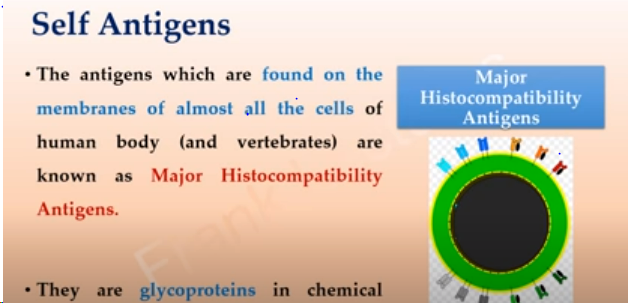 Self Antigens
• The antigens which are found on the
membranes of almost all the cells of
human body (and vertebrates) are
known as Major Histocompatibility
Antigens.
• They are glycoproteins in chemical
Major
Histocompatibility
Antigens